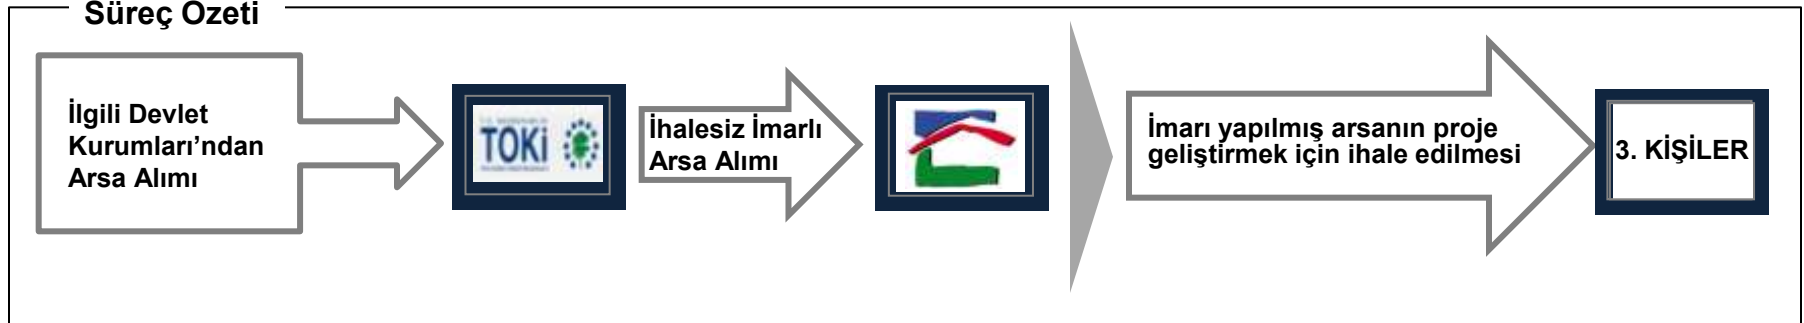 Süreç Özeti
İlgili Devlet
Kurumları’ndan
Arsa Alımı
TOKİ
İhalesiz İmarlı
Arsa Alımı
İmarı yapılmış arsanın proje
geliştirmek için ihale edilmesi
3. KİŞİLER